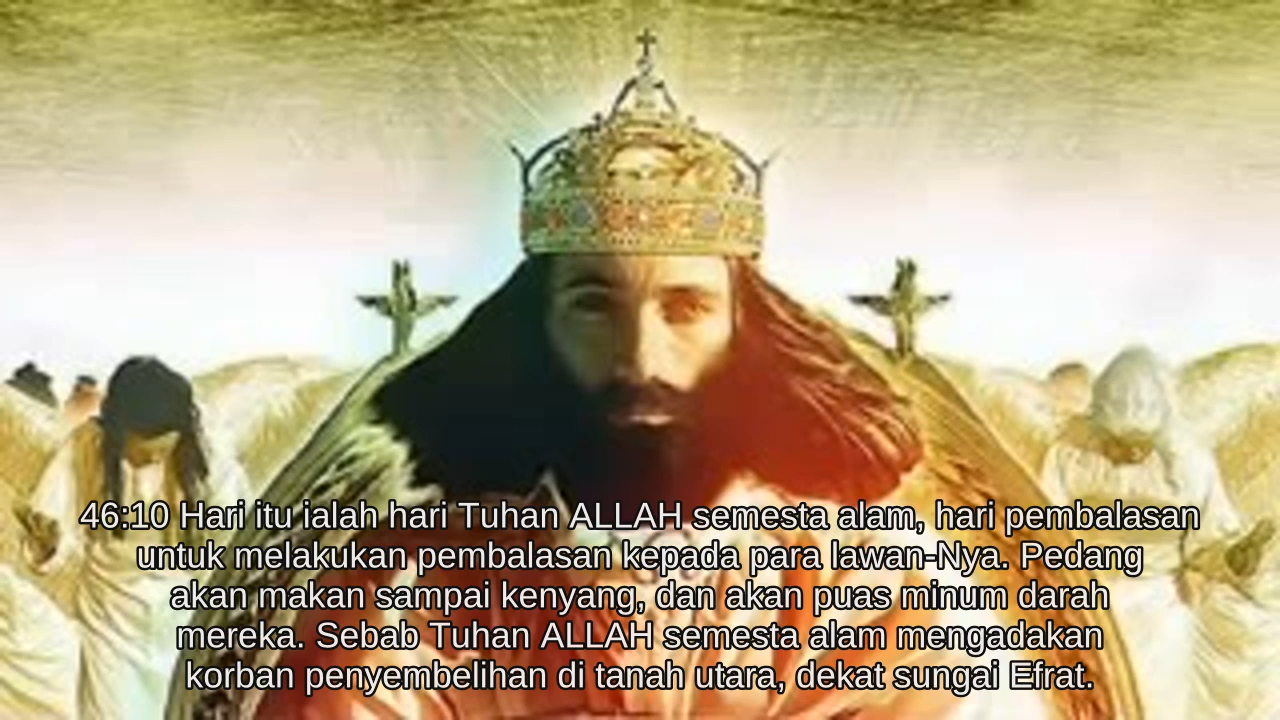 46:10 Hari itu ialah hari Tuhan ALLAH semesta alam, hari pembalasan
untuk melakukan pembalasan kepada para lawan-Nya. Pedang
akan makan sampai kenyang, dan akan puas minum darah
mereka. Sebab Tuhan ALLAH semesta alam mengadakan
korban penyembelihan di tanah utara, dekat sungai Efrat.